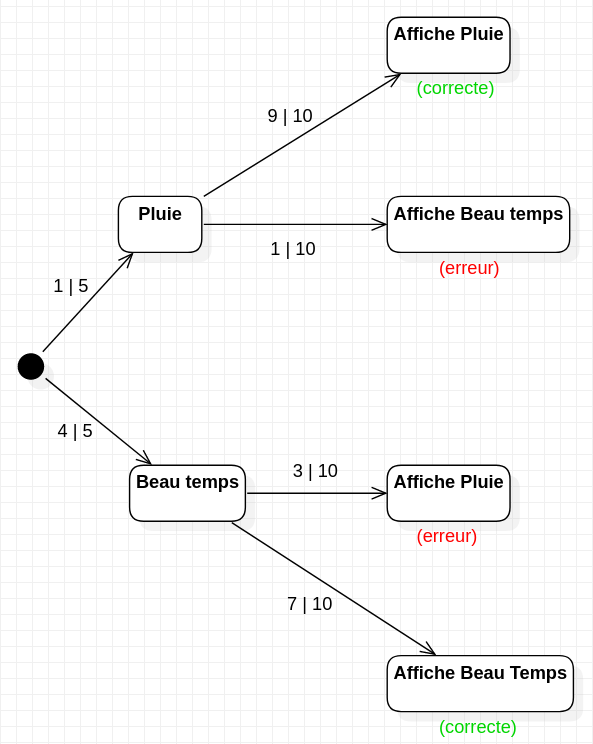 Affiche Pluie
(correcte)
9 | 10
Pluie
Affiche Beau temps
1 | 10
(erreur)
1 | 5
4 | 5
Beau temps
3 | 10
Affiche Pluie
(erreur)
7 | 10
Affiche Beau Temps
(correcte)